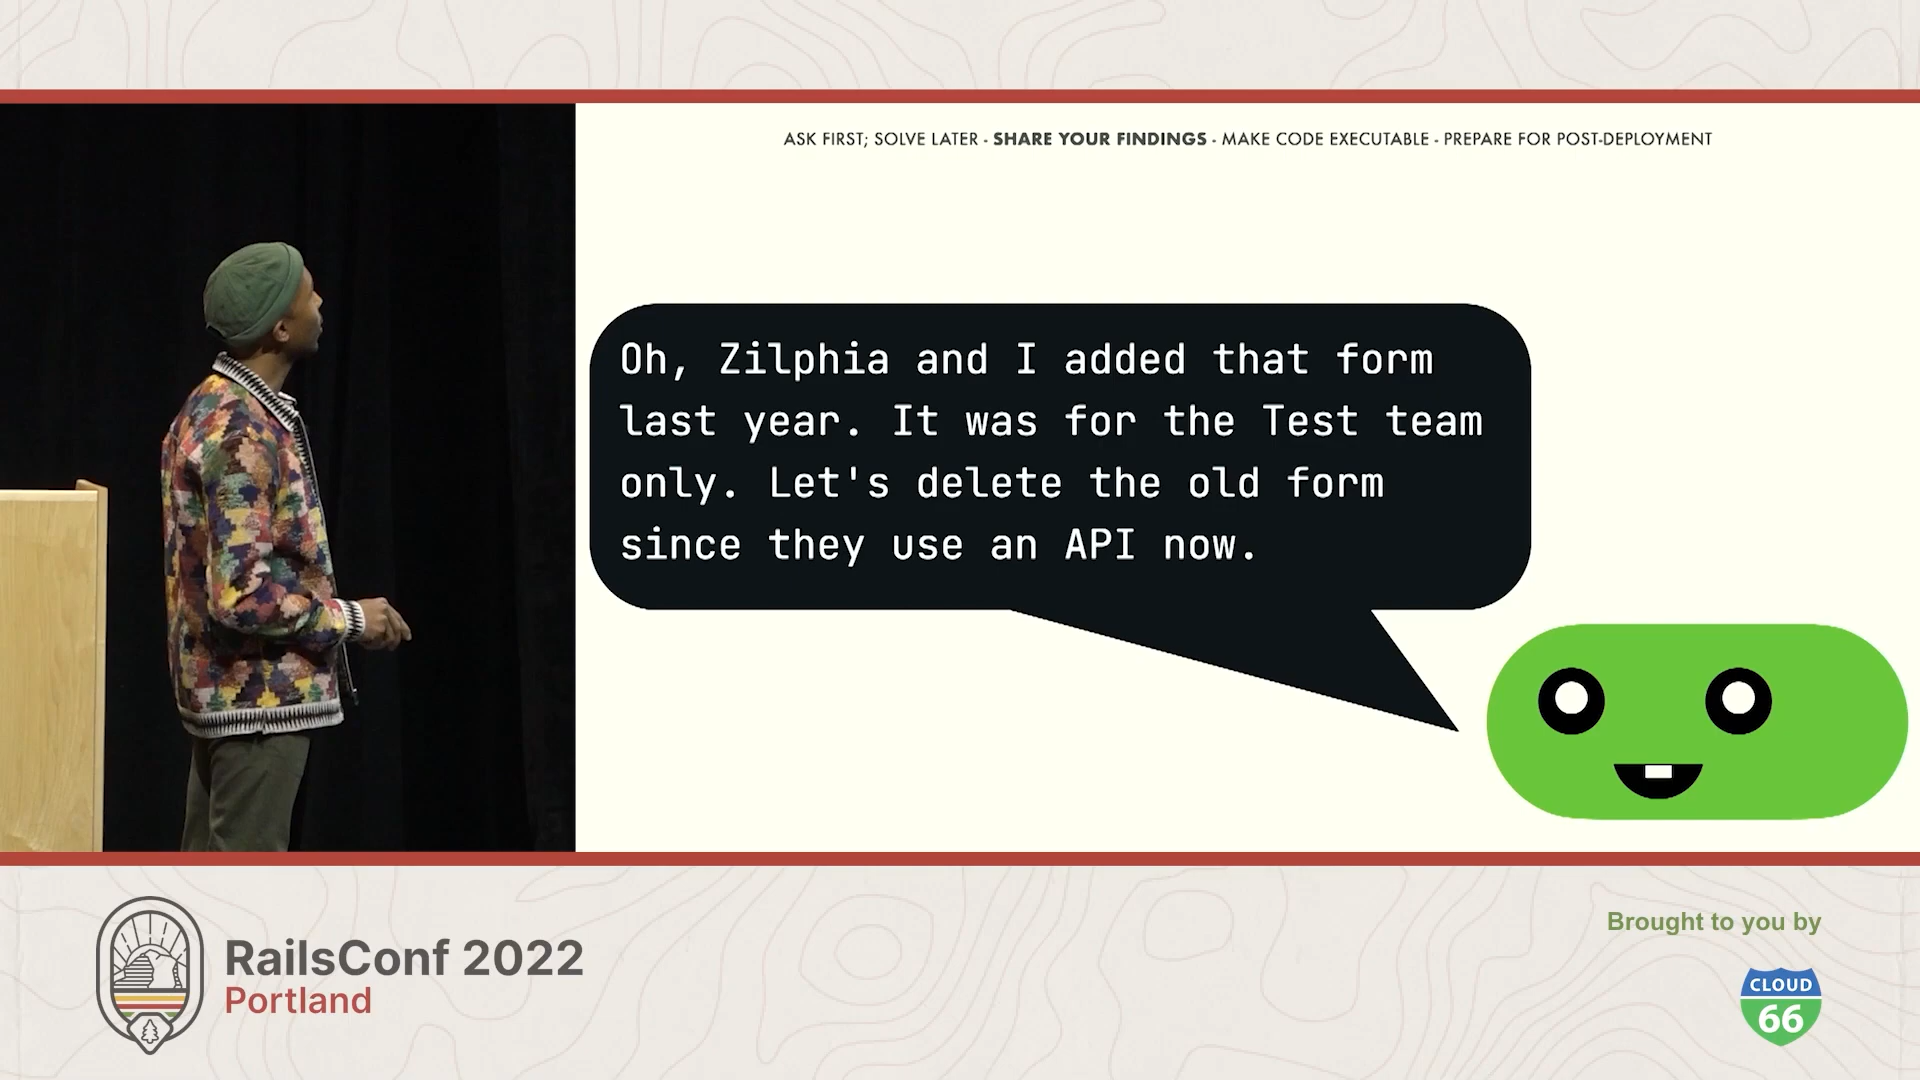 ASK FIRST; SOLVE LATER - SHARE YOUR FINDINGS - MAKE CODE EXECUTABLE - PREPARE FOR POST-DEPLOYMENT
Oh, Zilphia and I added that form
last year. It was for the Test team
only. Let's delete the old form
since they use an API now.
RailsConf 2022
Portland
Brought to you by
CLOUD
66